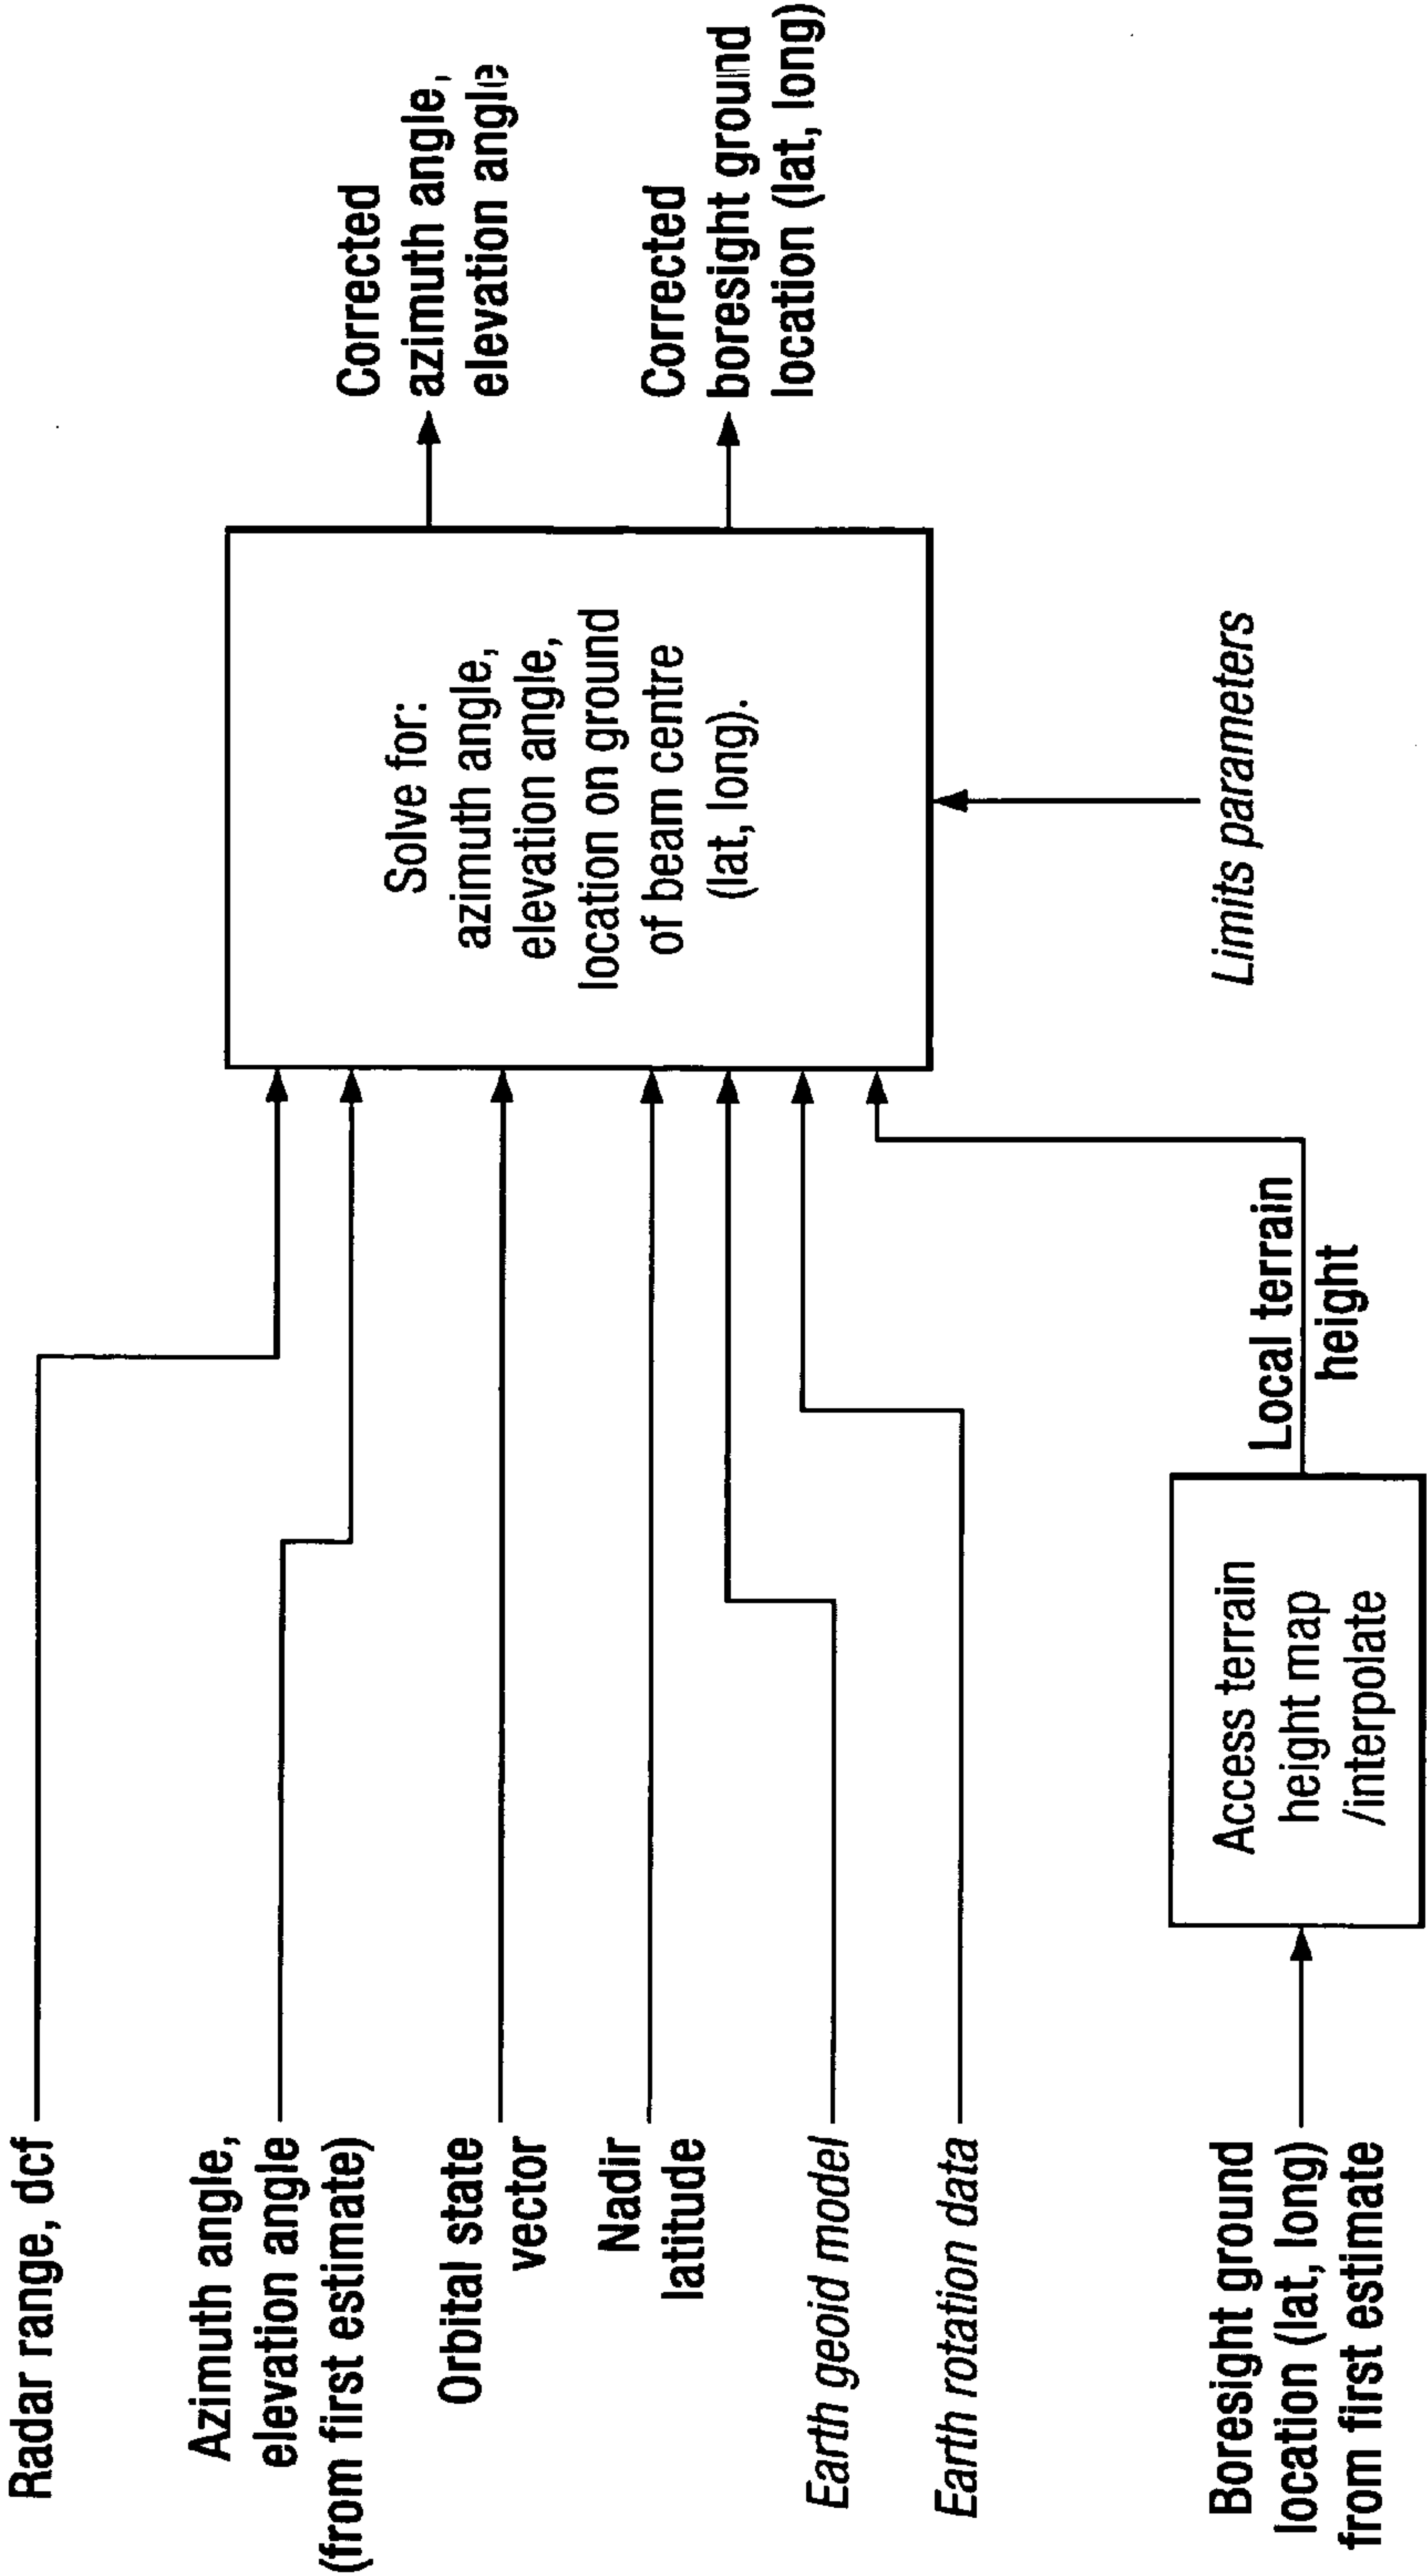 Radar range, dcf
Azimuth angle,
elevation angle
(from first estimate)
Orbital state
vector
Nadir
latitude
Earth geoid model
Earth rotation data
Boresight ground
location (lat, long)
from first estimate
Access terrain
height map
/interpolate
Local terrain
height
Solve for:
azimuth angle,
elevation angle,
location on ground
of beam centre
(lat, long).
Limits parameters
Corrected
azimuth angle,
elevation angle
Corrected
boresight ground
location (lat, long)